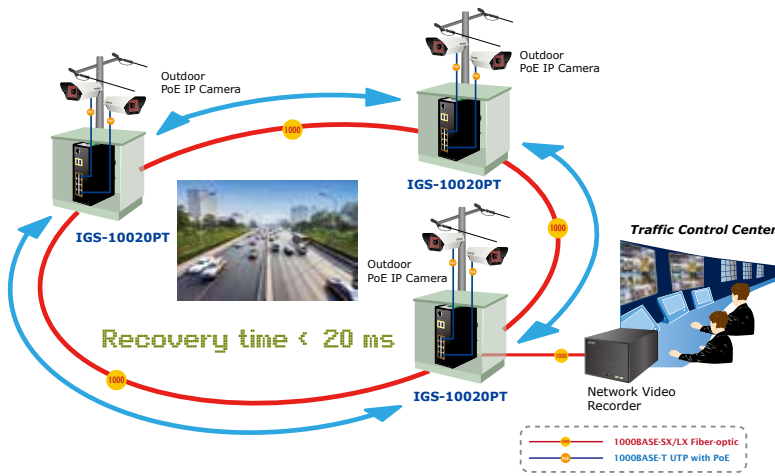 Outdoor
PoE IP Camera
Outdoor
PoE IP Camera
1000
IGS-10020PT
IGS-10020PT
1000
Traffic Control Center
Outdoor
PoE IP Camera
Recovery time < 20 ms
1000
1000
IGS-10020PT
Network Video
Recorder
1000BASE-SX/LX Fiber-optic
1000BASE-T UTP with PoE